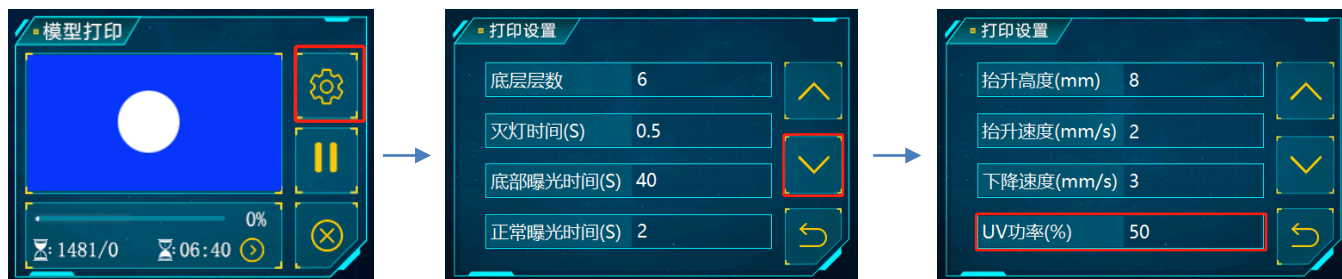 模型打印
0%
: 1481/0 : 06:40
打印设置
底层层数 6
灭灯时间(S) 0.5
底部曝光时间(S) 40
正常曝光时间(S) 2
打印设置
抬升高度(mm) 8
抬升速度(mm/s) 2
下降速度(mm/s) 3
UV功率(%) 50